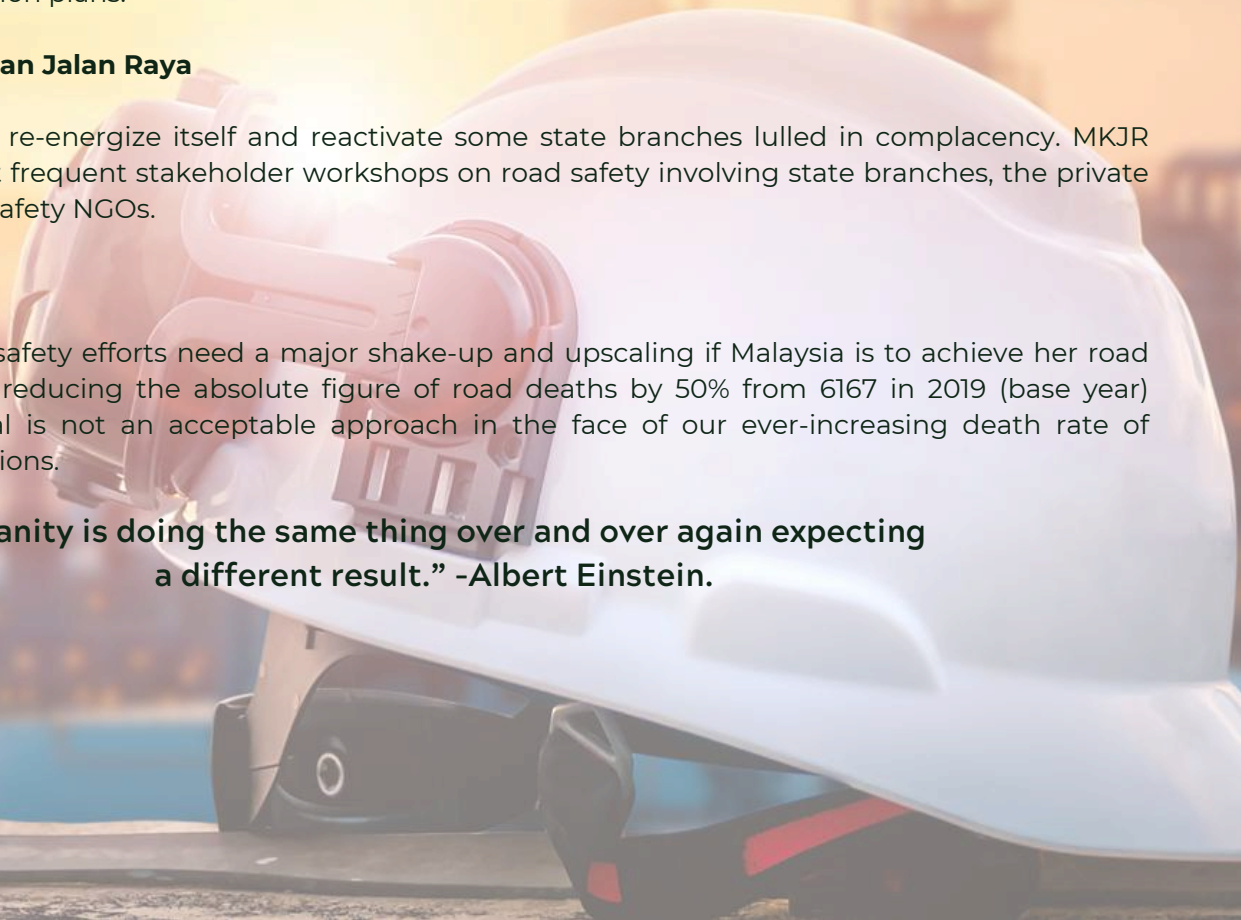 ion plans.
an Jalan Raya
re-energize itself and reactivate some state branches lulled in complacency. MKJR
frequent stakeholder workshops on road safety involving state branches, the private
afety NGOs.
safety efforts need a major shake-up and upscaling if Malaysia is to achieve her road
reducing the absolute figure of road deaths by 50% from 6167 in 2019 (base year)
al is not an acceptable approach in the face of our ever-increasing death rate of
ions.
anity is doing the same thing over and over again expecting
a different result.” -Albert Einstein.